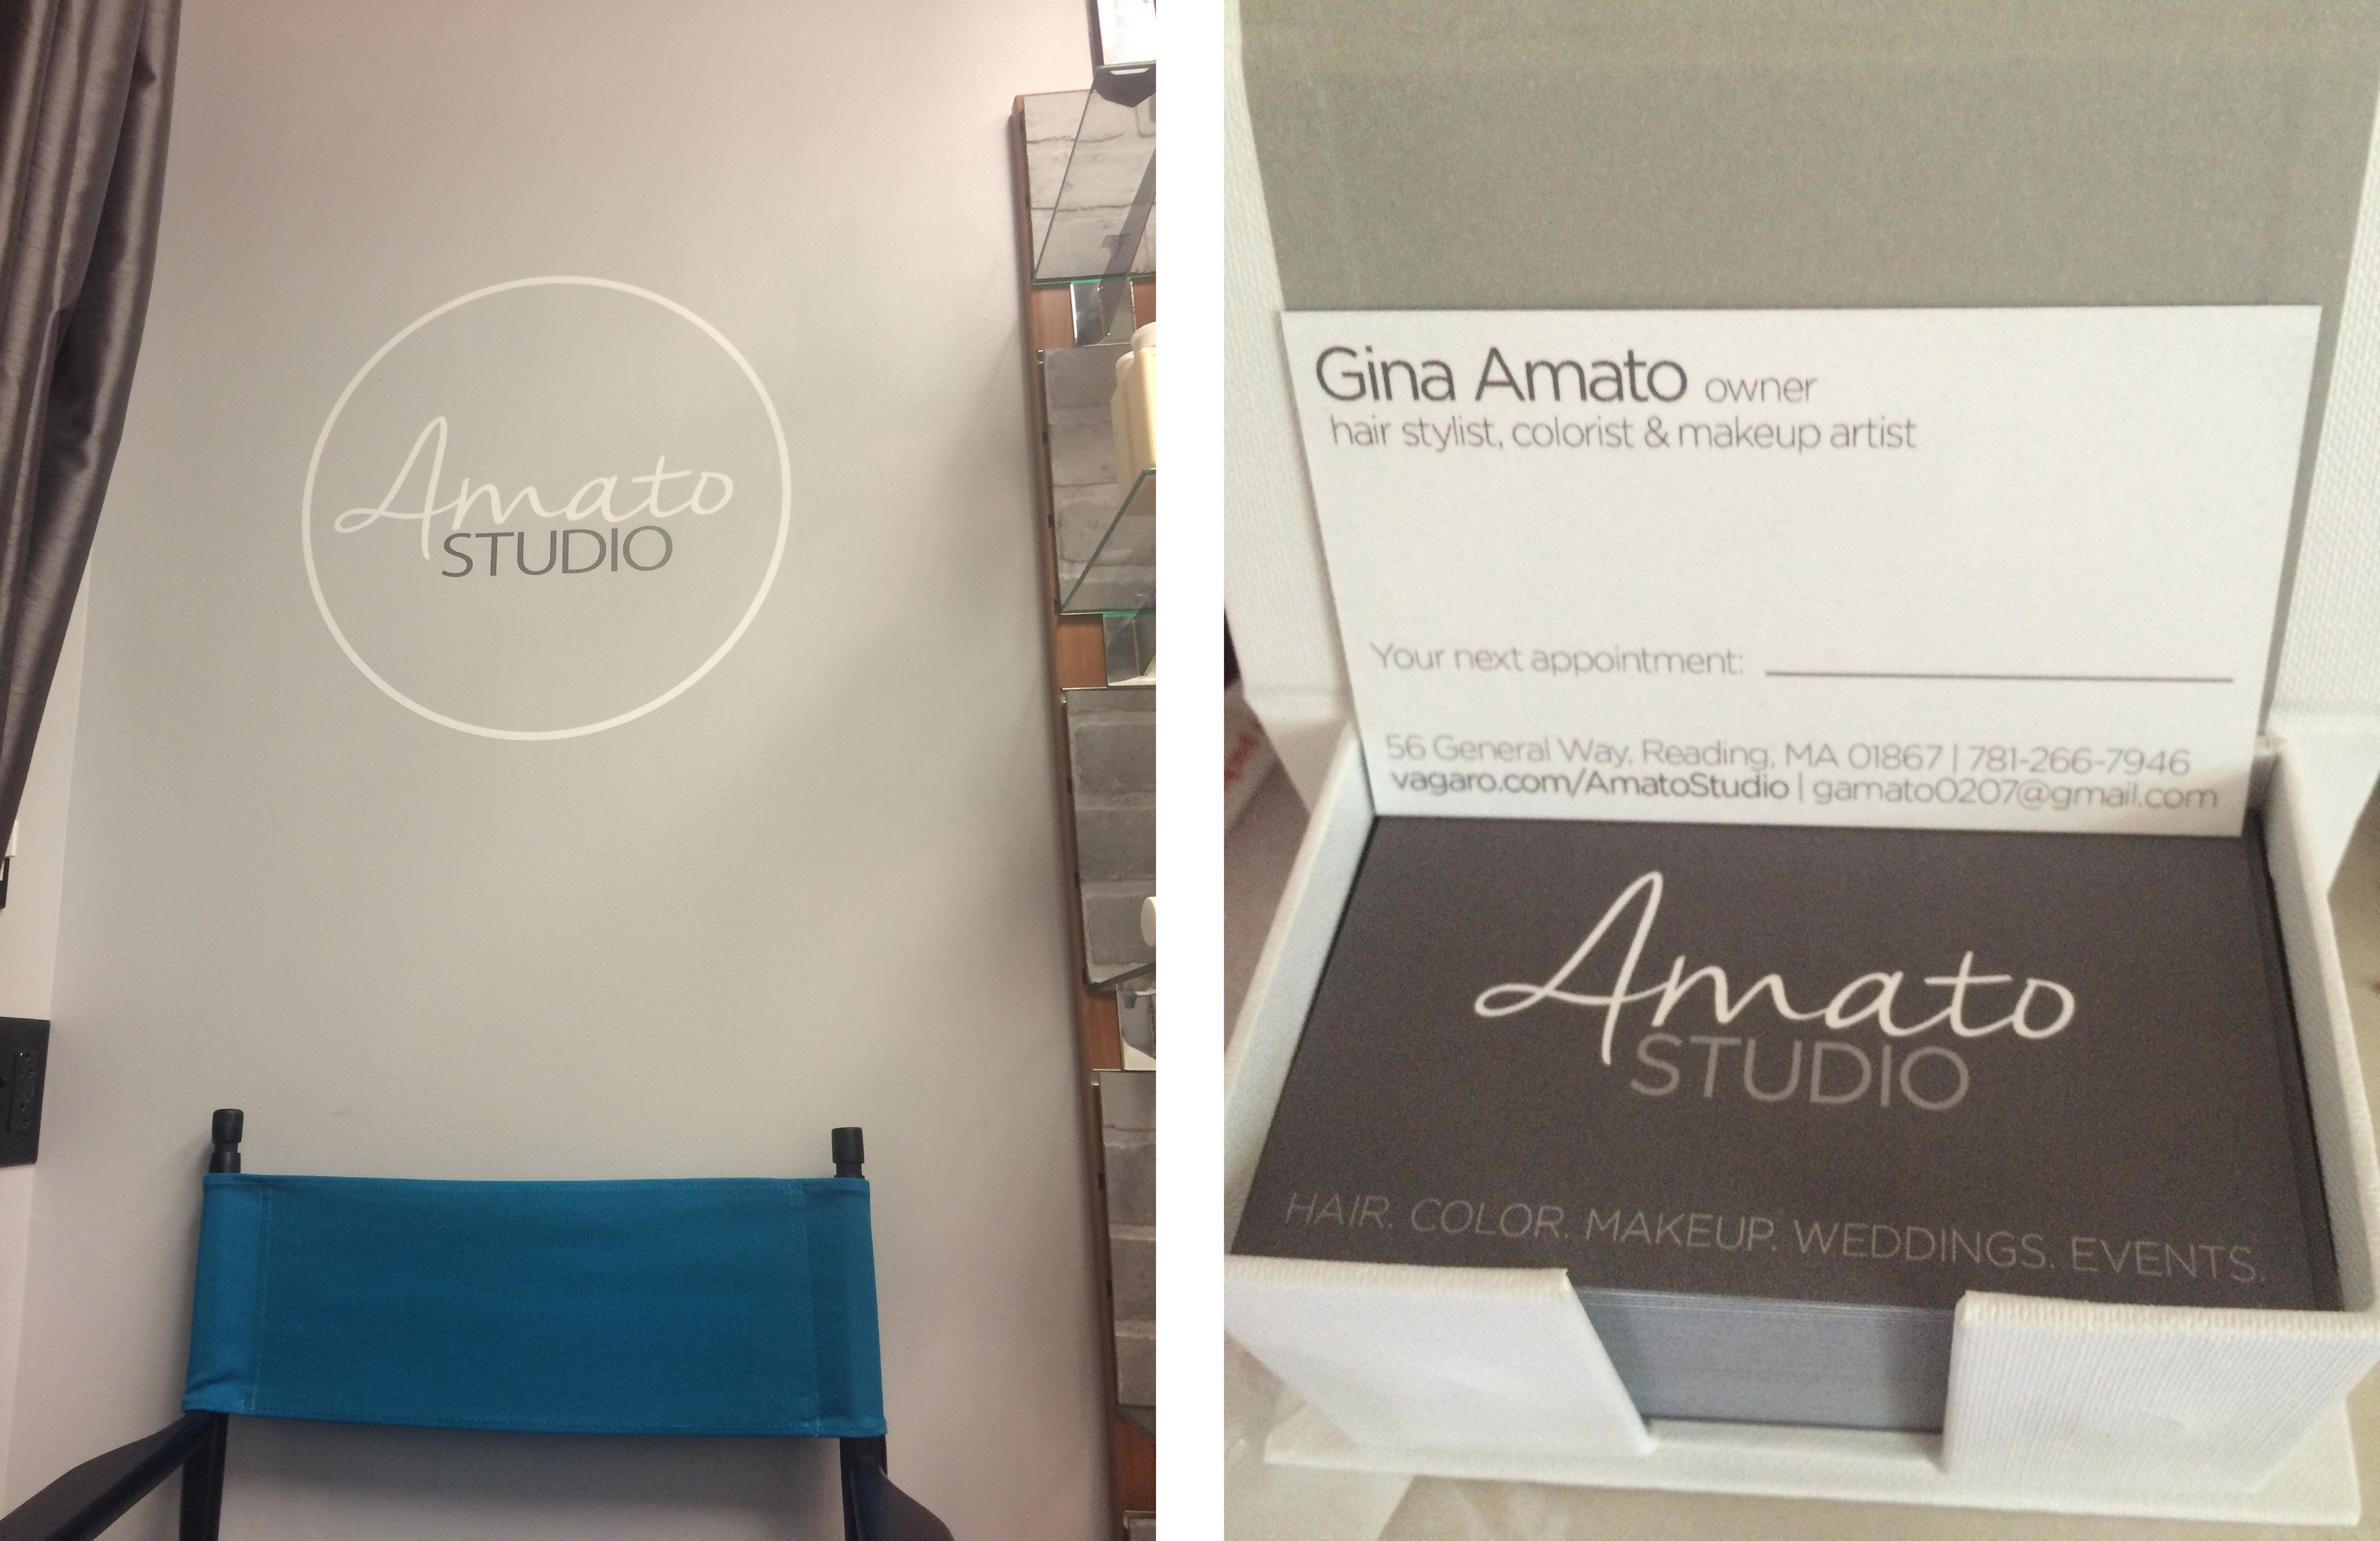 Amato
STUDIO
Gina Amato owner
hair stylist, colorist & makeup artist
Your next appointment:
56 General Way, Reading, MA 01867 | 781-266-7946
vagaro.com/AmatoStudio | gamato0207@gmail.com
Amato
STUDIO
HAIR. COLOR. MAKEUP. WEDDINGS. EVENTS.